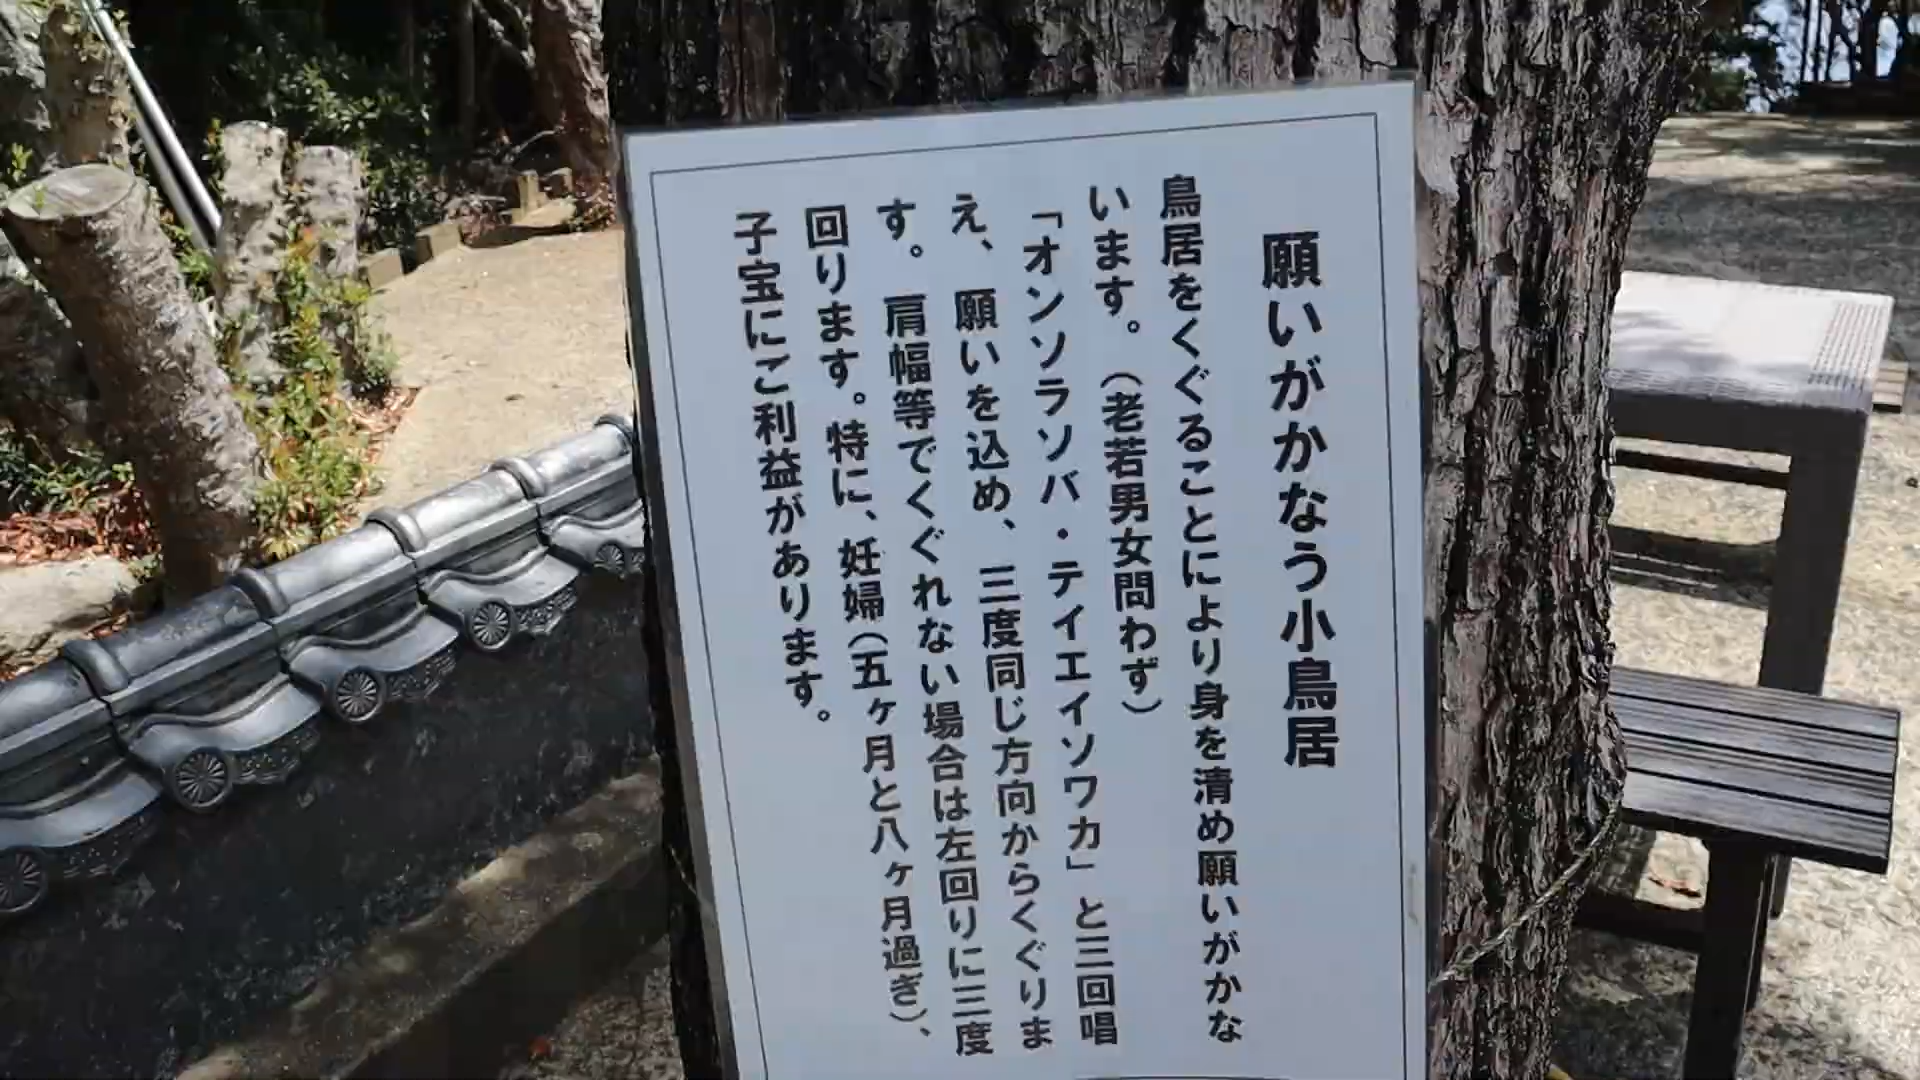 願いがかなう小鳥居
鳥居をくぐることにより身を清め願いがかな
います。(老若男女問わず)
「オンソラソバ・テイエイソワカ」と三回唱
え、願いを込め、三度同じ方向からくぐりま
す。肩幅等でくぐれない場合は左回りに三度
回ります。特に、妊婦(五ヶ月と八ヶ月過ぎ)、
子宝にご利益があります。